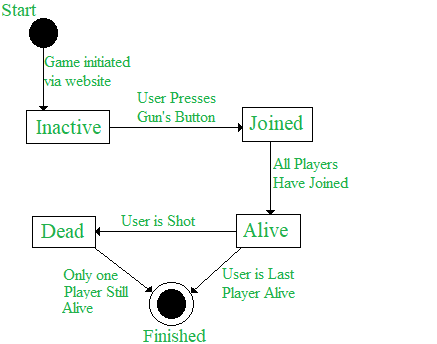 Start
Game initiated
via website
User Presses
Gun's Button
Inactive
Joined
All Players
Have Joined
User is Shot
Dead
Alive
Only one
Player Still
Alive
User is Last
Player Alive
Finished